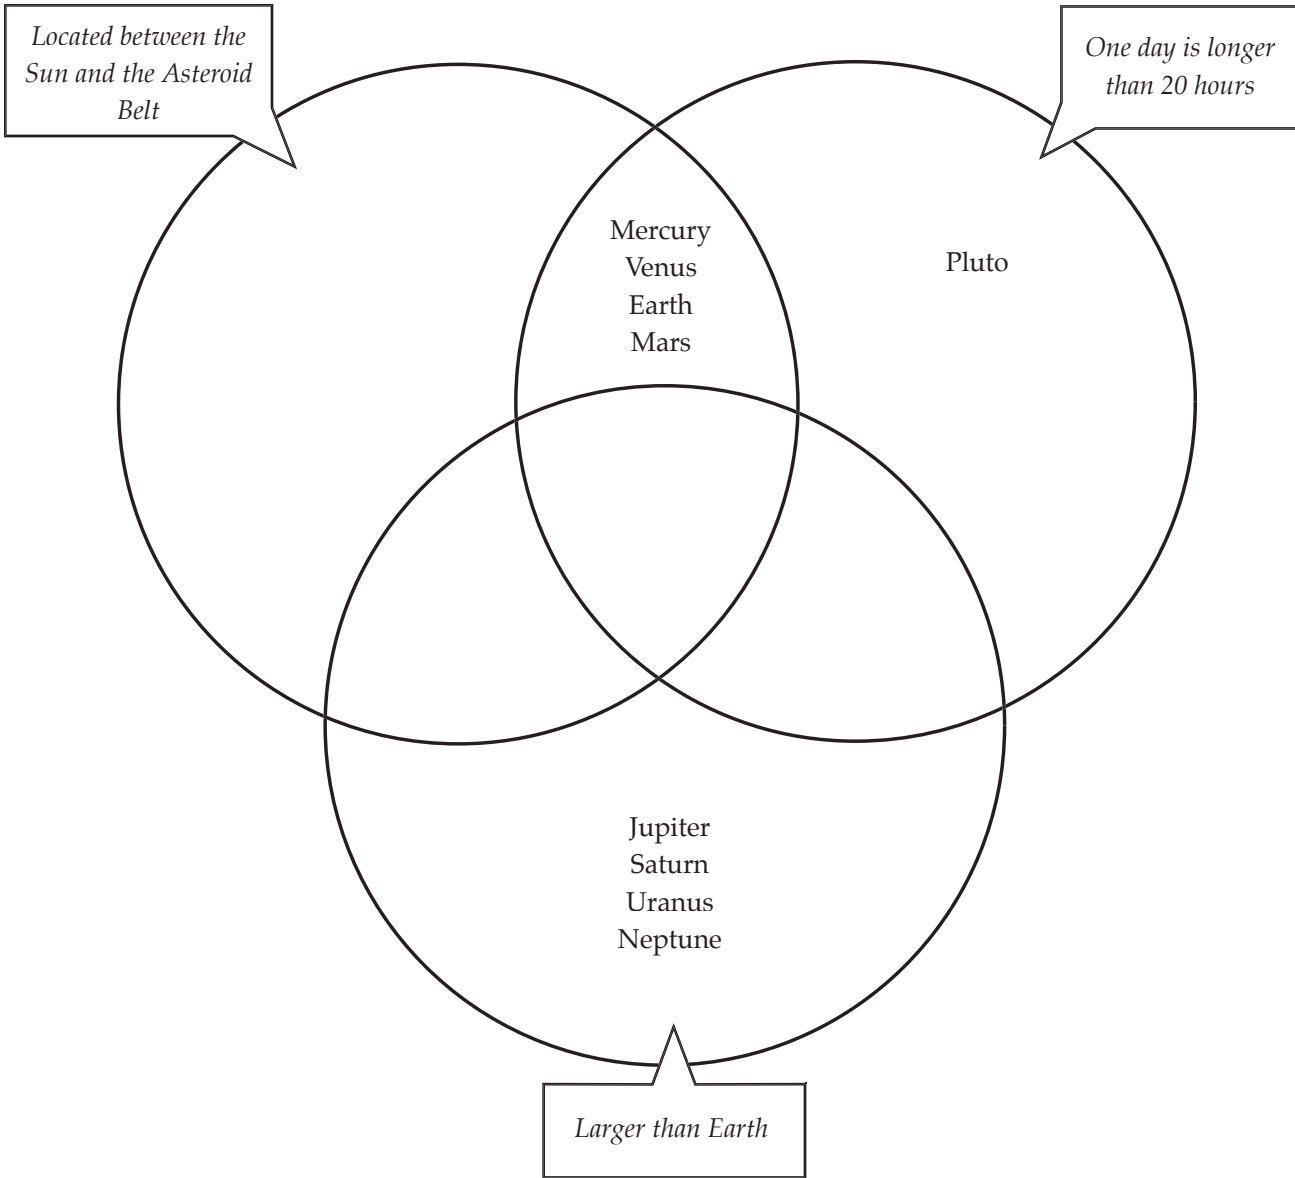 Located between the
Sun and the Asteroid
Belt
One day is longer
than 20 hours
Mercury
Venus
Earth
Mars
Pluto
Jupiter
Saturn
Uranus
Neptune
Larger than Earth